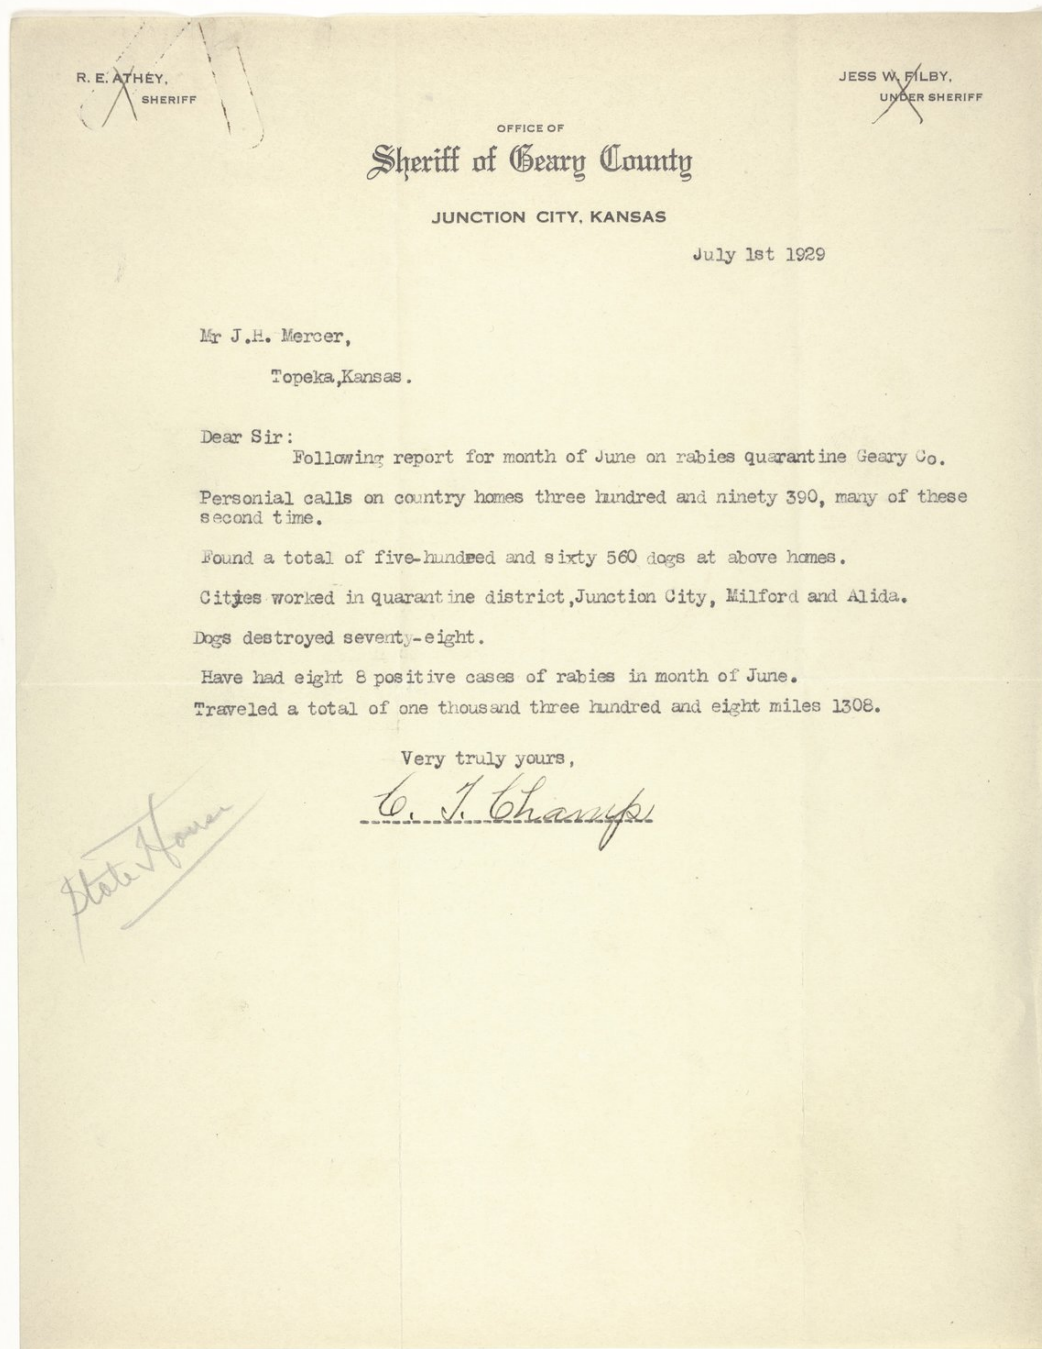 R. E. ATHEY,
SHERIFF
JESS W. FILBY,
UNDER SHERIFF
OFFICE OF
Sheriff of Geary County
JUNCTION CITY, KANSAS
July 1st 1929
Mr J.H. Mercer,
Topeka,Kansas.
Dear Sir:
Following report for month of June on rabies quarantine Geary Co.
Personial calls on country homes three hundred and ninety 390, many of these
second time.
Found a total of five-hundred and sixty 560 dogs at above homes.
Cities worked in quarantine district,Junction City, Milford and Alida.
Dogs destroyed seventy-eight.
Have had eight 8 positive cases of rabies in month of June.
Traveled a total of one thousand three hundred and eight miles 1308.
Very truly yours,
C. T. Champ
State House